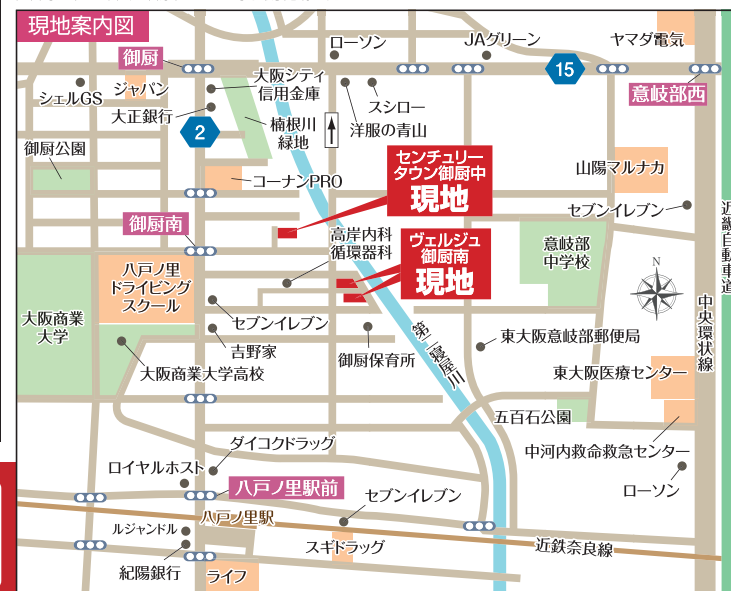 現地案内図
御厨
ローソン
JAグリーン
ヤマダ電気
15
意岐部西
シェルGS
ジャパン
大正銀行
大阪シティ
信用金庫
スシロー
洋服の青山
楠根川
緑地
2
御厨公園
コーナンPRO
センチュリー
タウン御厨中
現地
山陽マルナカ
セブンイレブン
近畿自動車道
御厨南
高岸内科
循環器科
ヴェルジュ
御厨南
現地
意岐部
中学校
N
八戸ノ里
ドライビング
スクール
大阪商業
大学
セブンイレブン
吉野家
大阪商業大学高校
御厨保育所
第二寝屋川
東大阪意岐部郵便局
中央環状線
東大阪医療センター
五百石公園
中河内救命救急センター
ローソン
ダイコクドラッグ
ロイヤルホスト
八戸ノ里駅前
セブンイレブン
八戸ノ里駅
ルジャンドル
紀陽銀行
スギドラッグ
近鉄奈良線
ライフ